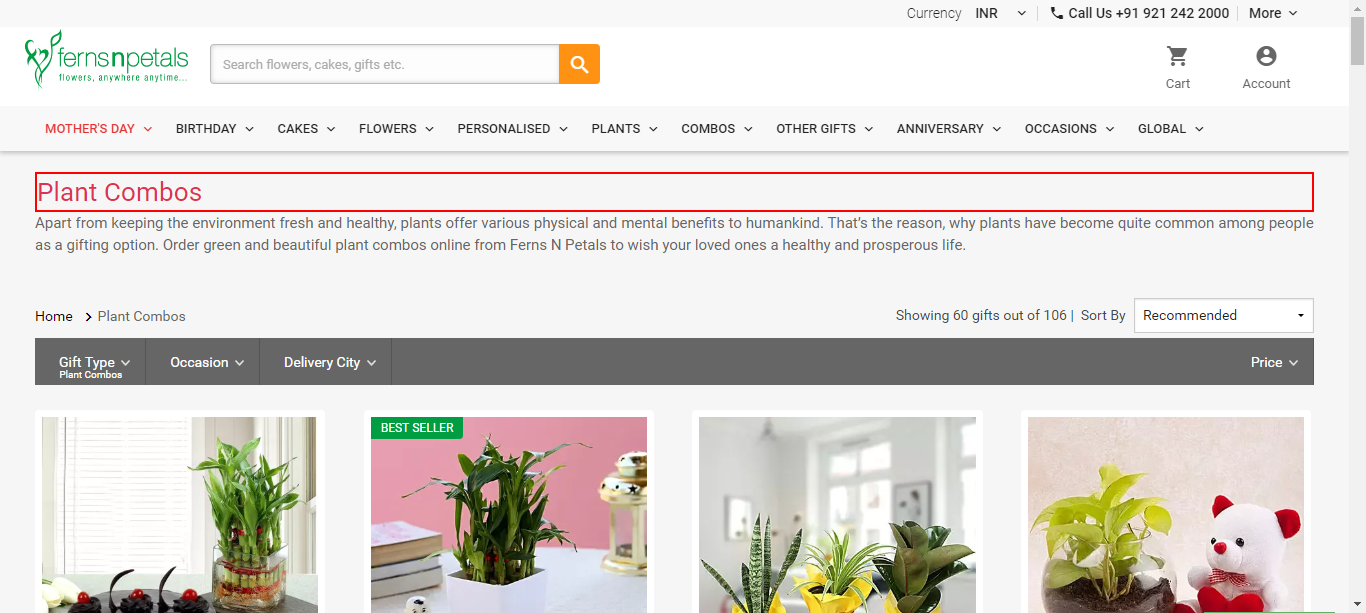 Currency INR Call Us +91 921 242 2000 More
fernsnpetals
flowers, anywhere anytime...
Search flowers, cakes, gifts etc.
Cart Account
MOTHER'S DAY BIRTHDAY CAKES FLOWERS PERSONALISED PLANTS COMBOS OTHER GIFTS ANNIVERSARY OCCASIONS GLOBAL
Plant Combos
Apart from keeping the environment fresh and healthy, plants offer various physical and mental benefits to humankind. That's the reason, why plants have become quite common among people
as a gifting option. Order green and beautiful plant combos online from Ferns N Petals to wish your loved ones a healthy and prosperous life.
Home Plant Combos Showing 60 gifts out of 106 | Sort By Recommended
Gift Type Occasion Delivery City Price
Plant Combos
BEST SELLER